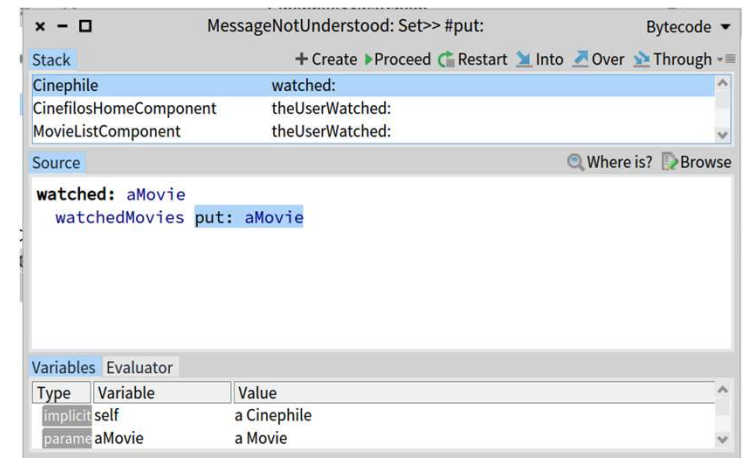 MessageNotUnderstood: Set>> #put: Bytecode
Stack Create Proceed Restart Into Over Through
Cinephile watched:
CinefilosHomeComponent theUserWatched:
MovieListComponent theUserWatched:
Source Where is? Browse
watched: aMovie
watchedMovies put: aMovie
Variables Evaluator
Type Variable Value
implicit self a Cinephile
parame aMovie a Movie